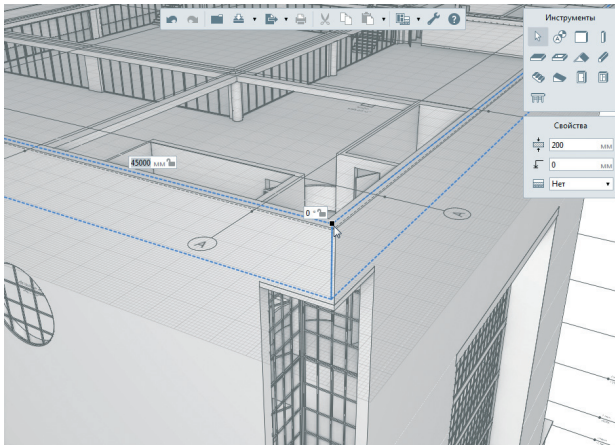 Инструменты
Свойства
200 мм
0 мм
Нет
45000 мм
0 °
A
A